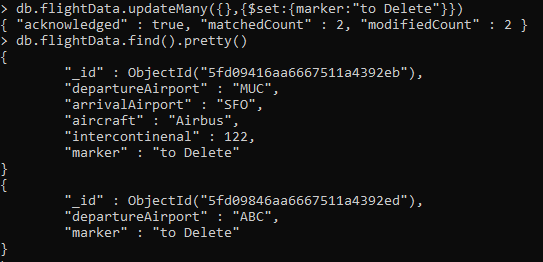 > db.flightData.updateMany({},{$set:{marker:"to Delete"}})
{ "acknowledged" : true, "matchedCount" : 2, "modifiedCount" : 2 }
> db.flightData.find().pretty()
{
        "_id" : ObjectId("5fd09416aa6667511a4392eb"),
        "departureAirport" : "MUC",
        "arrivalAirport" : "SFO",
        "aircraft" : "Airbus",
        "intercontinenal" : 122,
        "marker" : "to Delete"
}
{
        "_id" : ObjectId("5fd09846aa6667511a4392ed"),
        "departureAirport" : "ABC",
        "marker" : "to Delete"
}